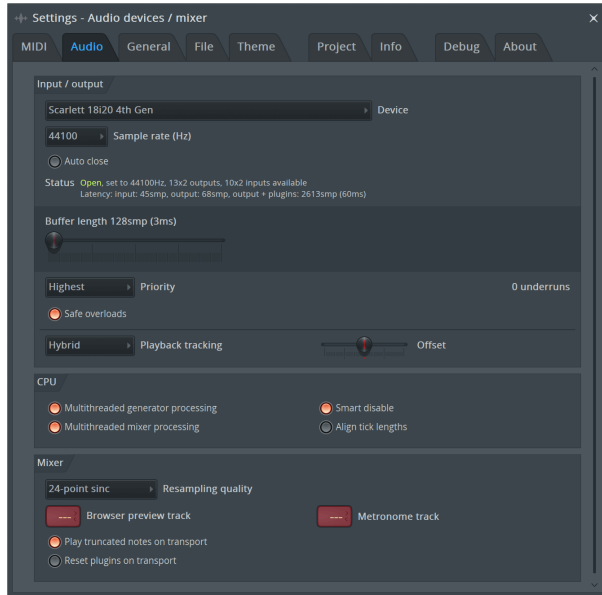 Settings - Audio devices / mixer
MIDI Audio General File Theme Project Info Debug About
Input / output
Scarlett 18i20 4th Gen Device
44100 Sample rate (Hz)
Auto close
Status Open, set to 44100Hz, 13x2 outputs, 10x2 inputs available
Latency: input: 45smp, output: 68smp, output + plugins: 2613smp (60ms)
Buffer length 128smp (3ms)
Highest Priority 0 underruns
Safe overloads
Hybrid Playback tracking Offset
CPU
Multithreaded generator processing Smart disable
Multithreaded mixer processing Align tick lengths
Mixer
24-point sinc Resampling quality
--- Browser preview track --- Metronome track
Play truncated notes on transport
Reset plugins on transport